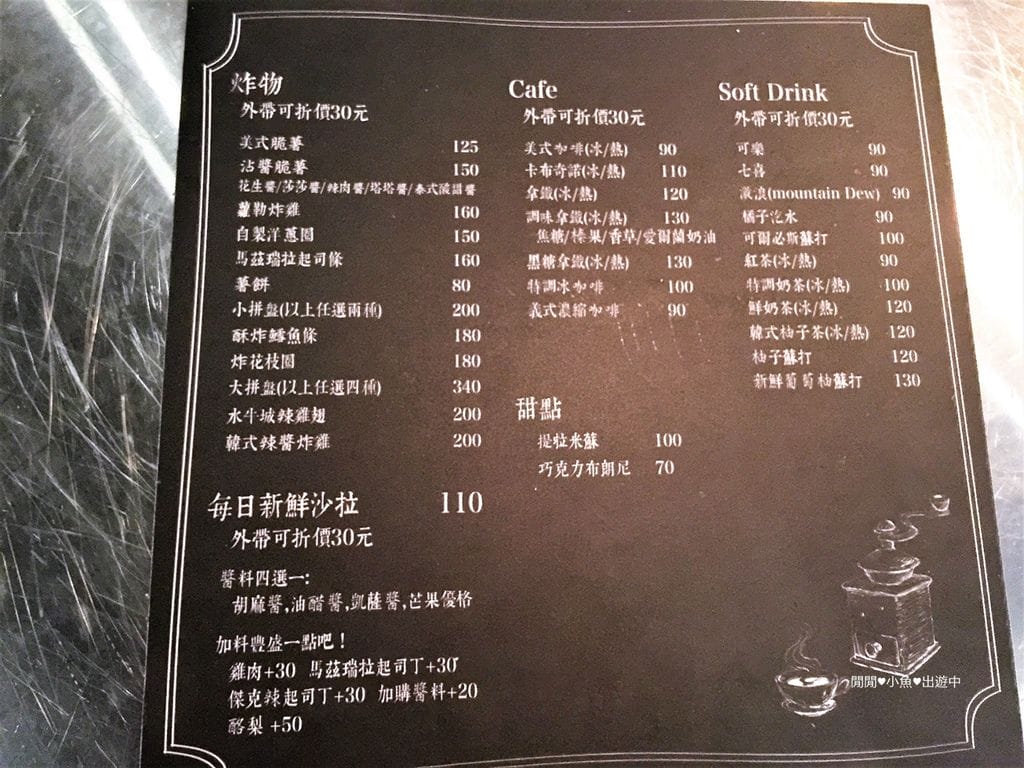 炸物
外帶可折價30元
美式脆薯 125
沾醬脆薯 150
花生醬/莎莎醬/辣肉醬/塔塔醬/泰式酸甜醬
蘿勒炸雞 160
自製洋蔥圈 150
馬茲瑞拉起司條 160
薯餅 80
小拼盤(以上任選兩種) 200
酥炸鱈魚條 180
炸花枝圈 180
大拼盤(以上任選四種) 340
水牛城辣雞翅 200
韓式辣醬炸雞 200
每日新鮮沙拉 110
外帶可折價30元
醬料四選一:
胡麻醬,油醋醬,凱薩醬,芒果優格
加料豐盛一點吧！
雞肉+30 馬茲瑞拉起司丁+30
傑克辣起司丁+30 加購醬料+20
酪梨 +50
Cafe
外帶可折價30元
美式咖啡(冰/熱) 90
卡布奇諾(冰/熱) 110
拿鐵(冰/熱) 120
調味拿鐵(冰/熱) 130
焦糖/榛果/香草/愛爾蘭奶油
黑糖拿鐵(冰/熱) 130
特調冰咖啡 100
義式濃縮咖啡 90
甜點
提拉米蘇 100
巧克力布朗尼 70
Soft Drink
外帶可折價30元
可樂 90
七喜 90
激浪(mountain Dew) 90
橘子汽水 90
可爾必斯蘇打 100
紅茶(冰/熱) 90
特調奶茶(冰/熱) 100
鮮奶茶(冰/熱) 120
韓式柚子茶(冰/熱) 120
柚子蘇打 120
新鮮葡萄柚蘇打 130
閒閒♥小魚♥出遊中